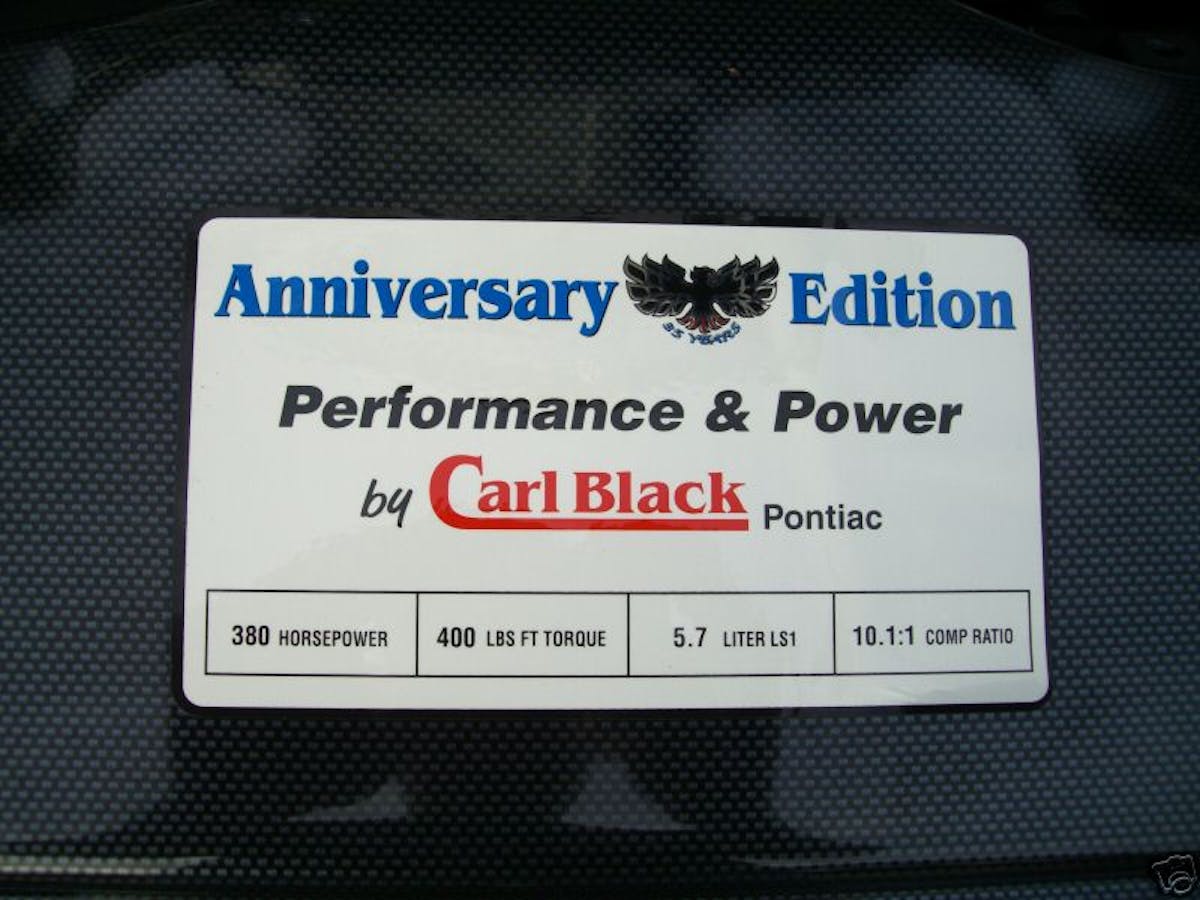 Anniversary Edition
35 YEARS
Performance & Power
by Carl Black Pontiac
380 HORSEPOWER
400 LBS FT TORQUE
5.7 LITER LS1
10.1:1 COMP RATIO